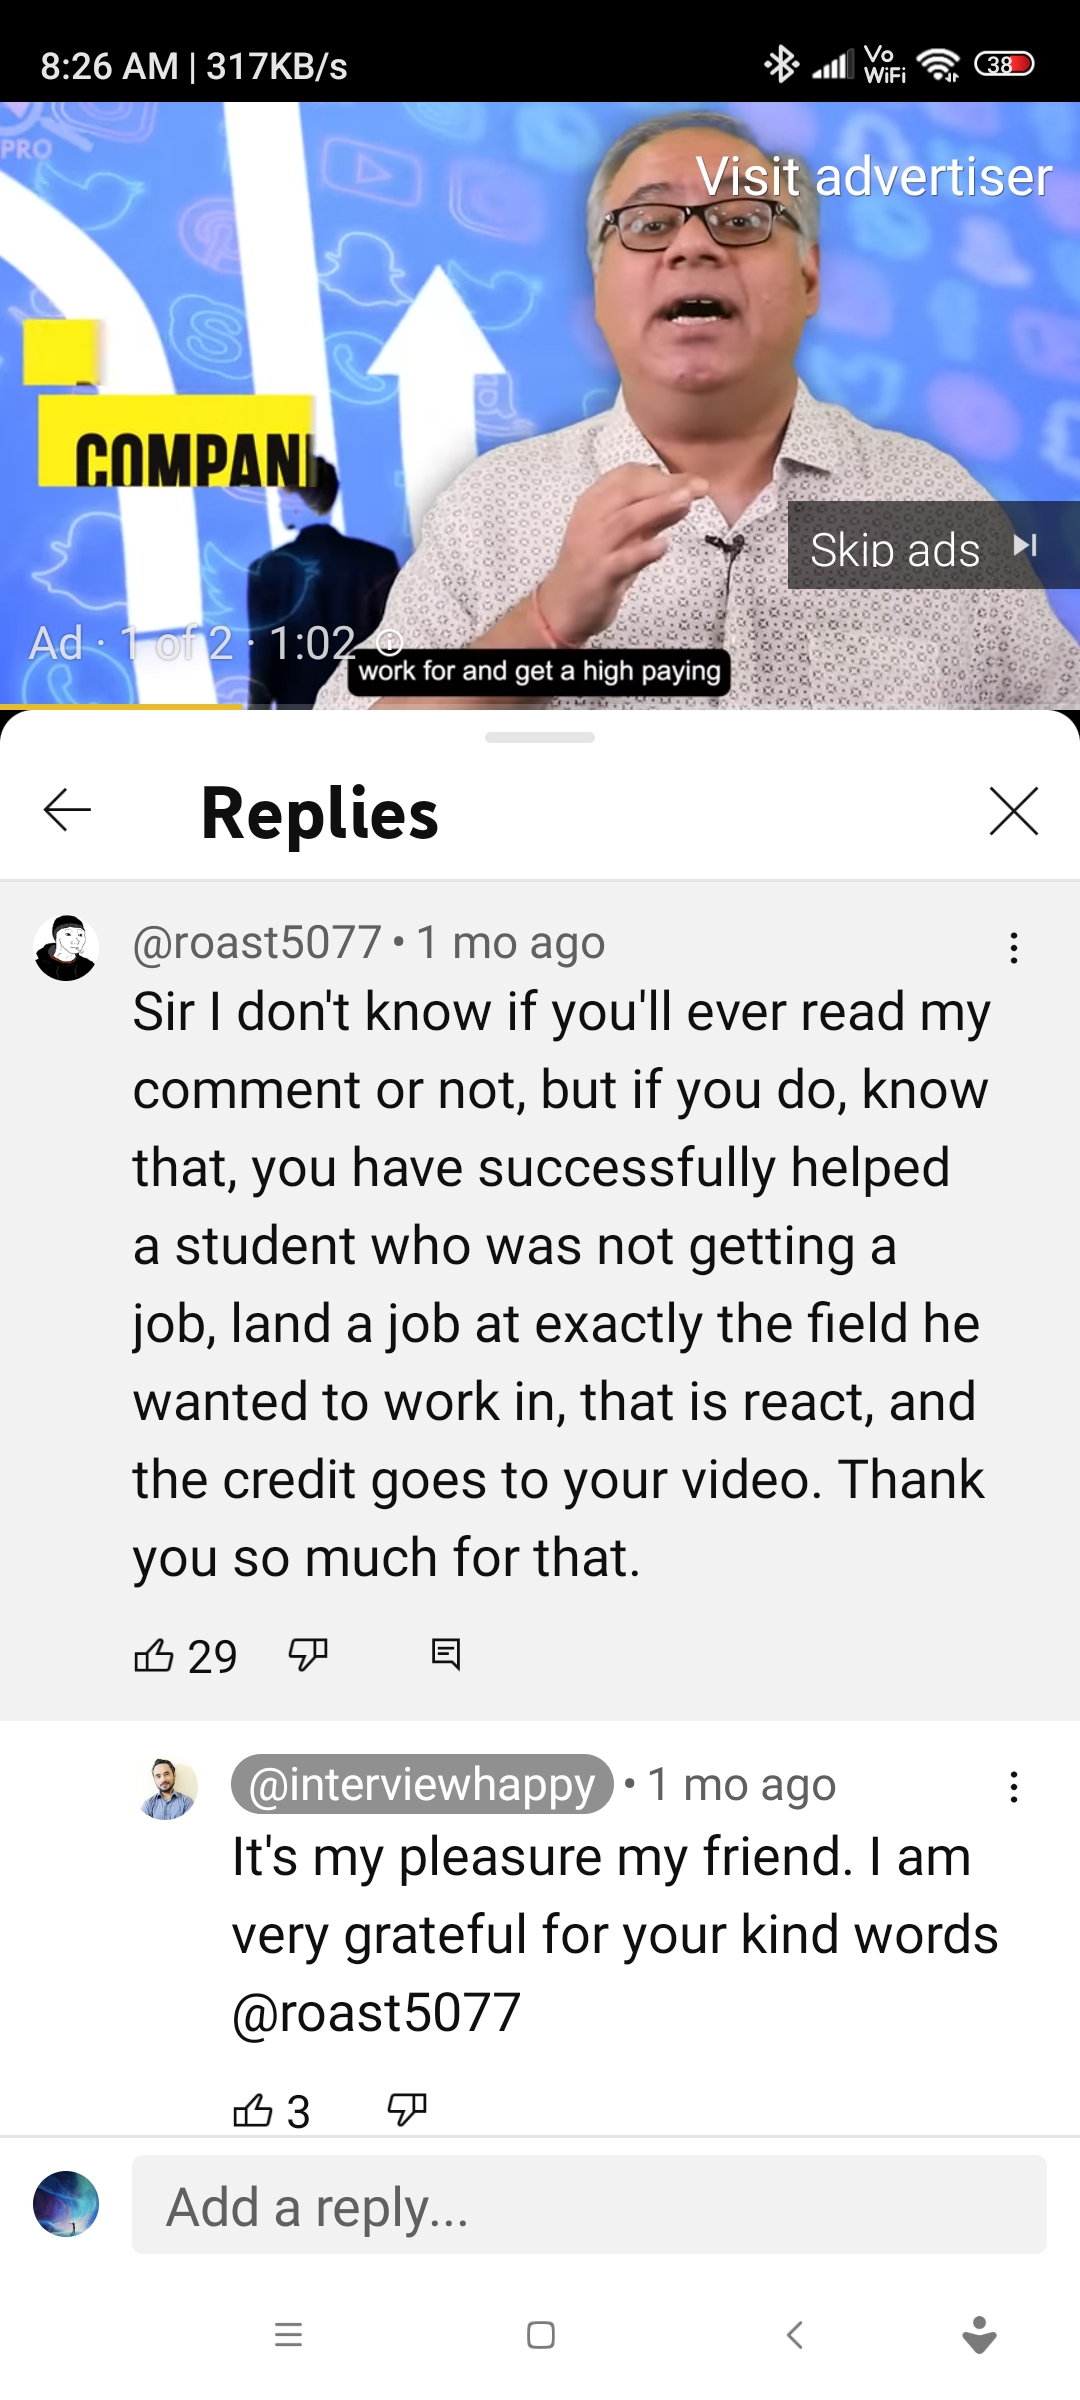 8:26 AM | 317KB/s
Vo
WiFi
38
PRO
Visit advertiser
COMPANI
Skip ads
Ad · 1 of 2 · 1:02
work for and get a high paying
Replies
@roast5077 • 1 mo ago
Sir I don't know if you'll ever read my
comment or not, but if you do, know
that, you have successfully helped
a student who was not getting a
job, land a job at exactly the field he
wanted to work in, that is react, and
the credit goes to your video. Thank
you so much for that.
29
@interviewhappy • 1 mo ago
It's my pleasure my friend. I am
very grateful for your kind words
@roast5077
3
Add a reply...